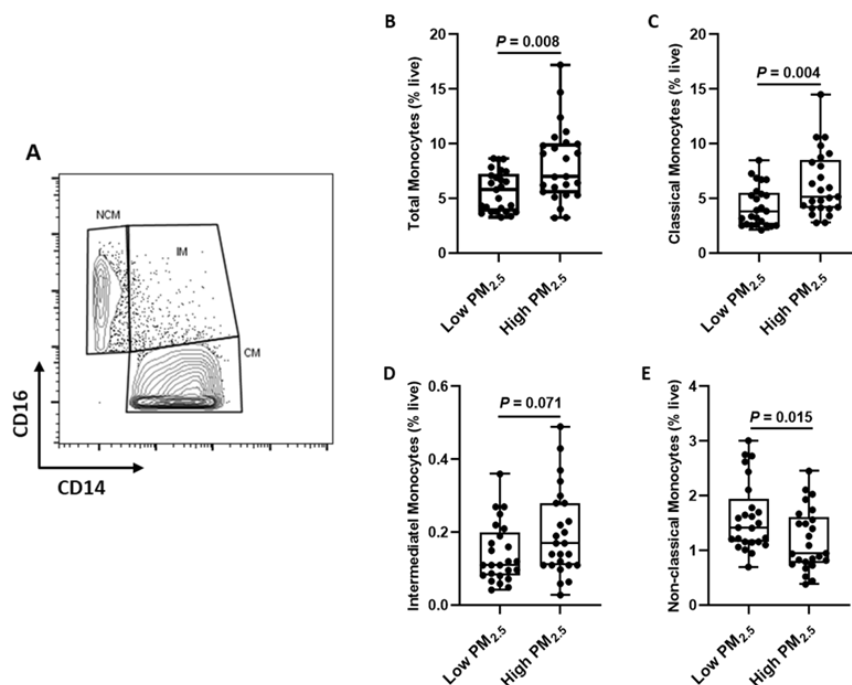 A
NCM
IM
CM
CD16
CD14
B
P = 0.008
Total Monocytes (% live)
20
15
10
5
0
Low PM2.5
High PM2.5
C
P = 0.004
Classical Monocytes (% live)
20
15
10
5
0
Low PM2.5
High PM2.5
D
P = 0.071
Intermediatel Monocytes (% live)
0.6
0.4
0.2
0.0
Low PM2.5
High PM2.5
E
P = 0.015
Non-classical Monocytes (% live)
4
3
2
1
0
Low PM2.5
High PM2.5